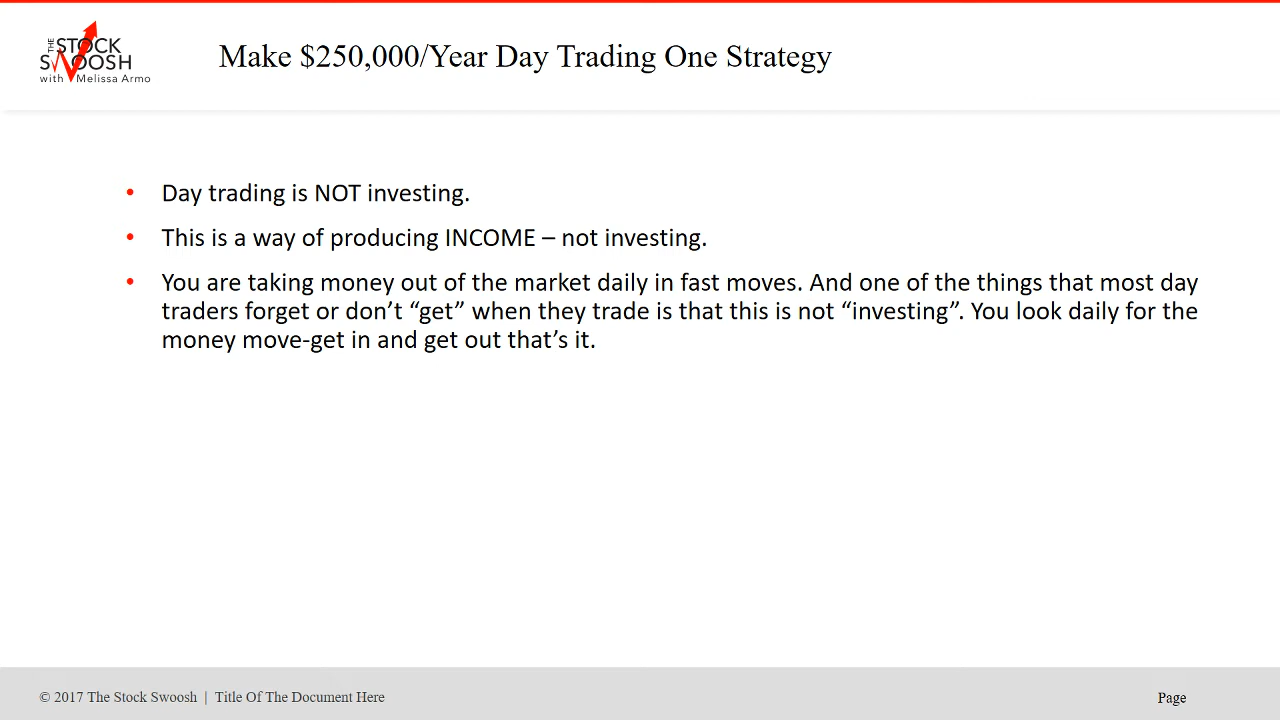 THE
STOCK
SWOOSH
with Melissa Armo
Make $250,000/Year Day Trading One Strategy
• Day trading is NOT investing.
• This is a way of producing INCOME – not investing.
• You are taking money out of the market daily in fast moves. And one of the things that most day
traders forget or don’t “get” when they trade is that this is not “investing”. You look daily for the
money move-get in and get out that’s it.
© 2017 The Stock Swoosh | Title Of The Document Here
Page